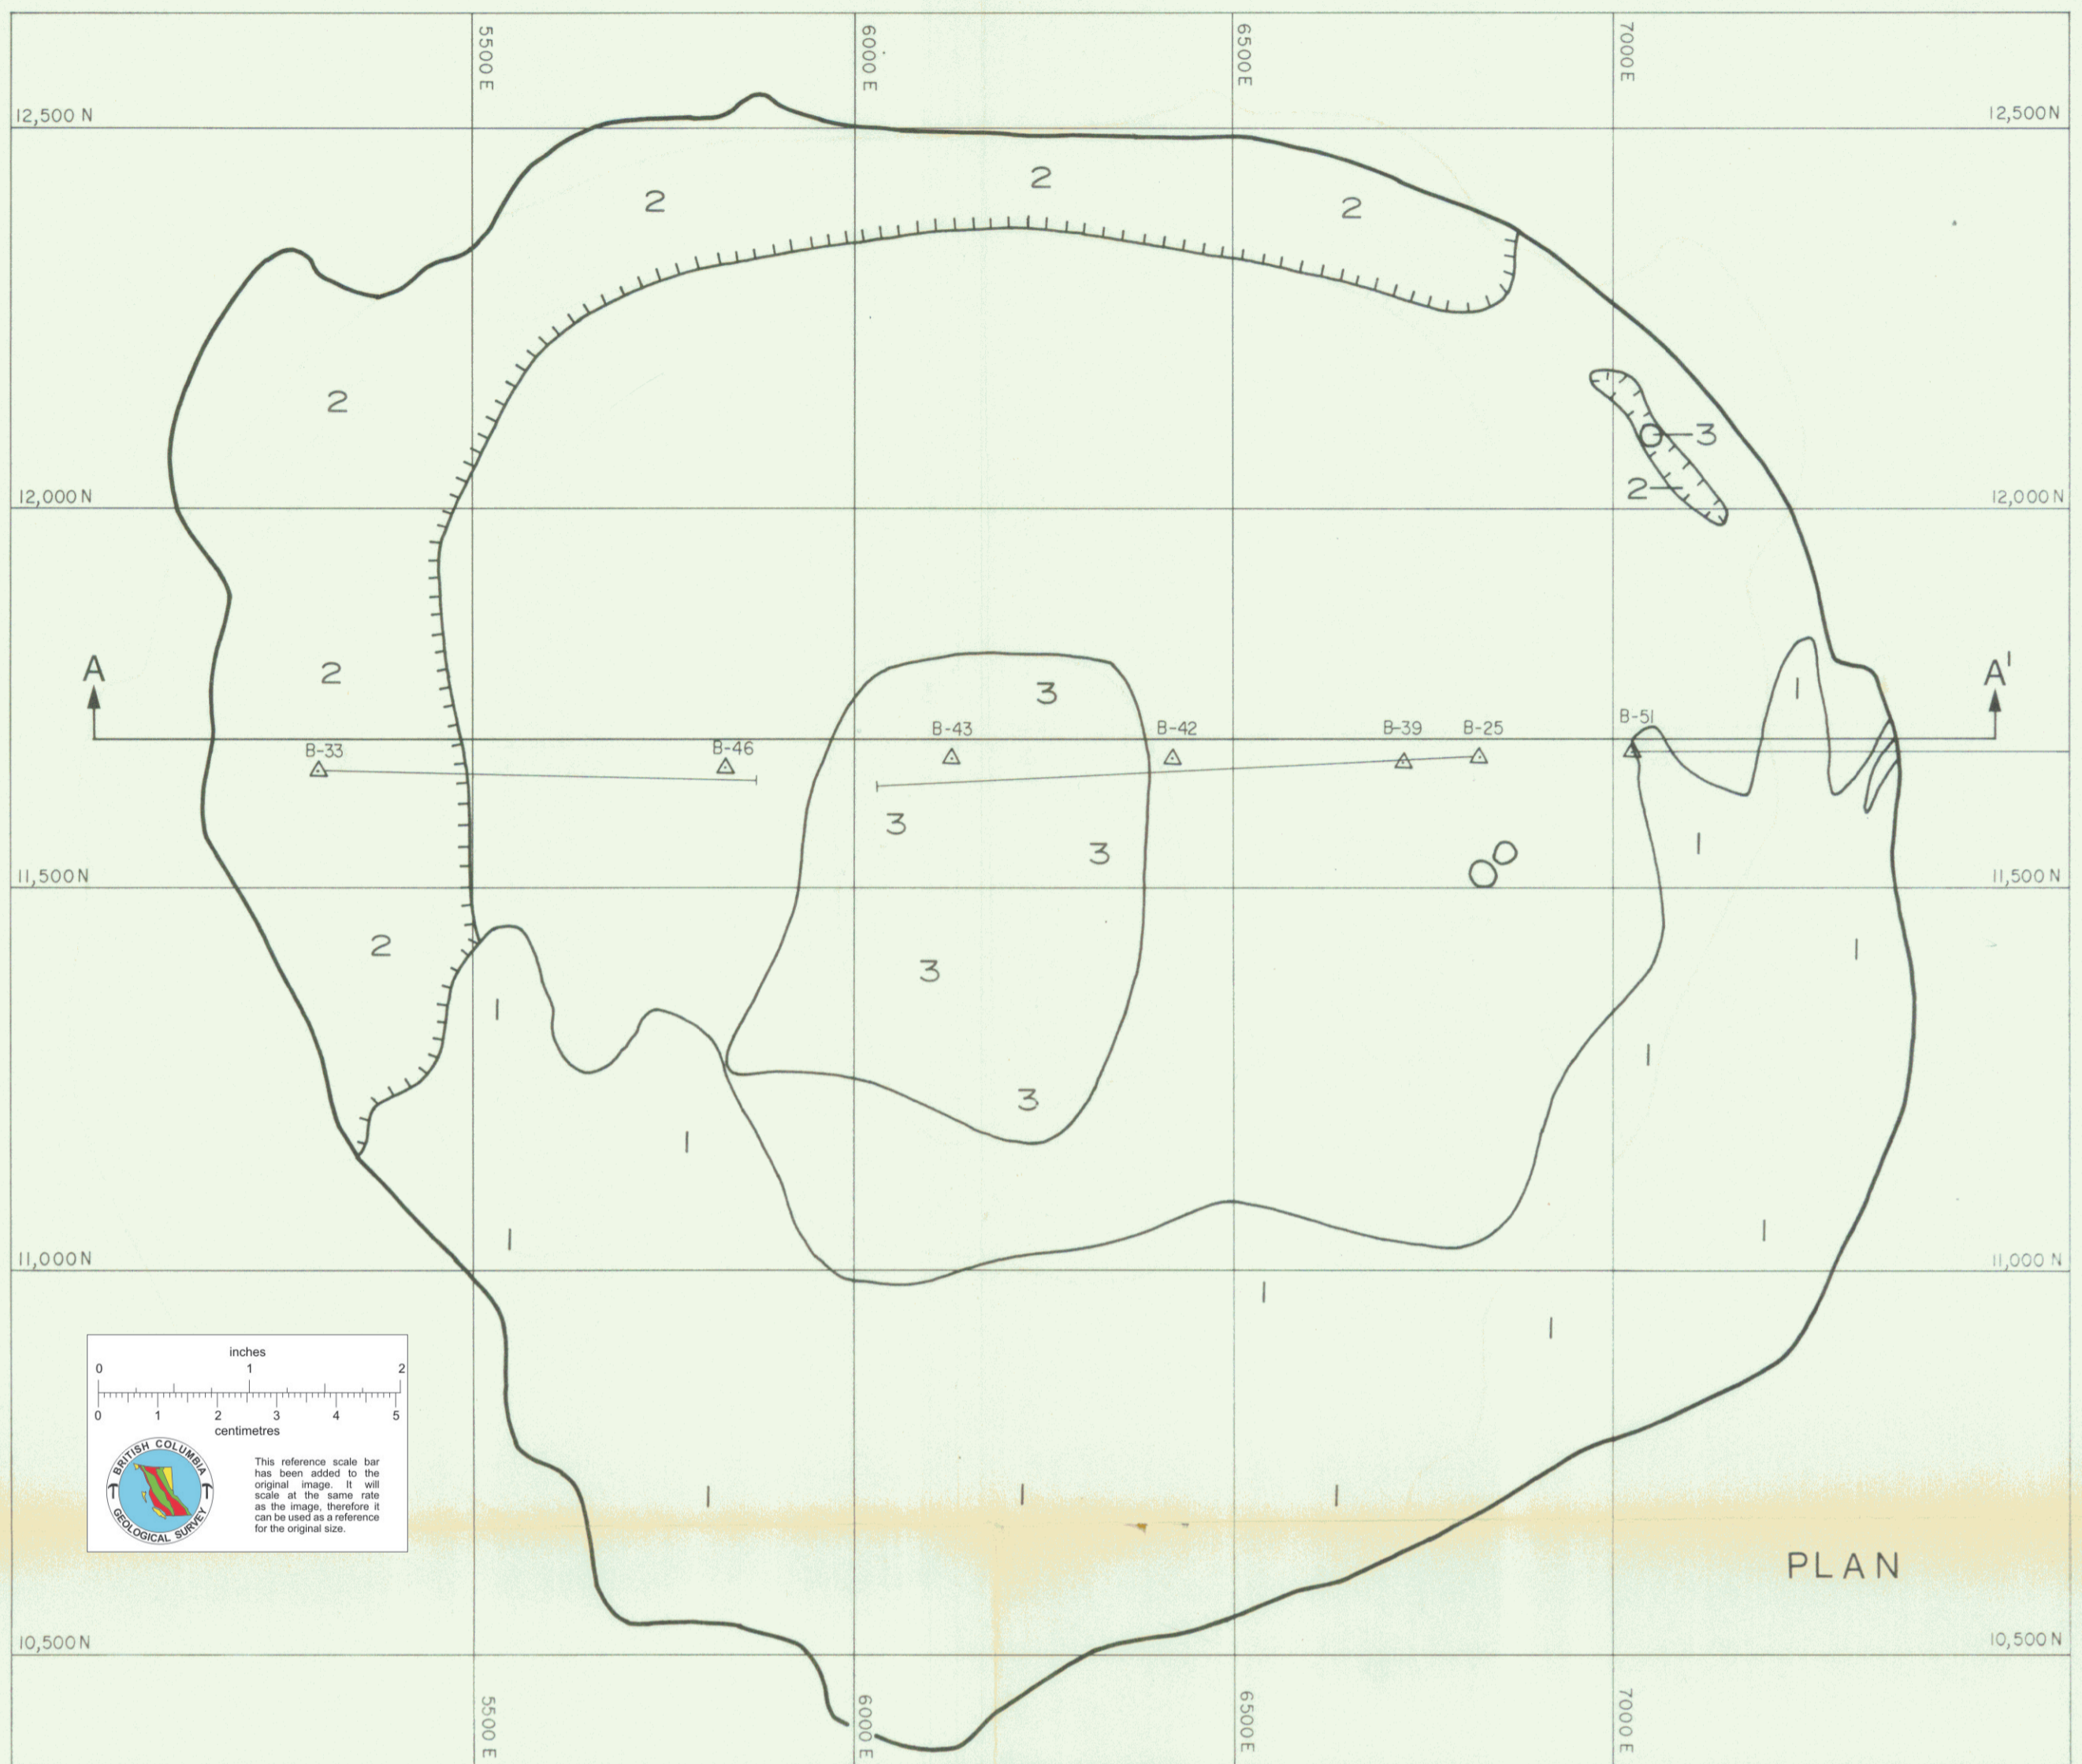 5500 E
6000 E
6500 E
7000 E
12,500 N
12,500 N
2
2
2
2
3
2
12,000 N
12,000 N
A
2
3
1
A'
B-33
B-46
B-43
B-42
B-39
B-25
B-51
3
3
1
11,500 N
11,500 N
2
1
3
1
1
3
1
1
1
11,000 N
11,000 N
1
1
inches
0 1 2
0 1 2 3 4 5
centimetres
BRITISH COLUMBIA
GEOLOGICAL SURVEY
This reference scale bar
has been added to the
original image. It will
scale at the same rate
as the image, therefore it
can be used as a reference
for the original size.
1
1
1
PLAN
10,500 N
10,500 N
5500 E
6000 E
6500 E
7000 E